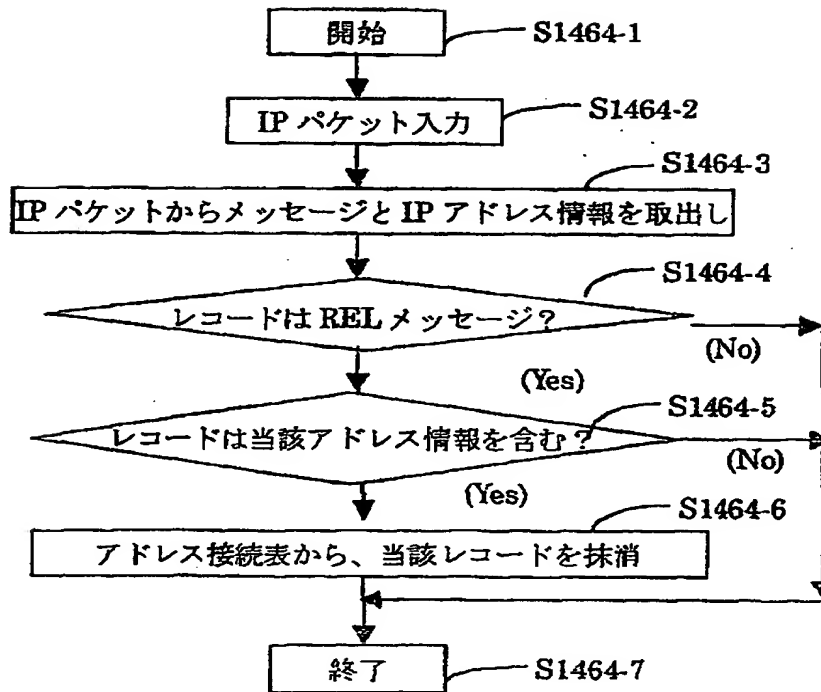 開始
S1464-1
IP パケット入力
S1464-2
S1464-3
IP パケットからメッセージと IP アドレス情報を取出し
S1464-4
レコードは REL メッセージ？
(No)
(Yes)
S1464-5
レコードは当該アドレス情報を含む？
(No)
(Yes)
S1464-6
アドレス接続表から、当該レコードを抹消
終了
S1464-7